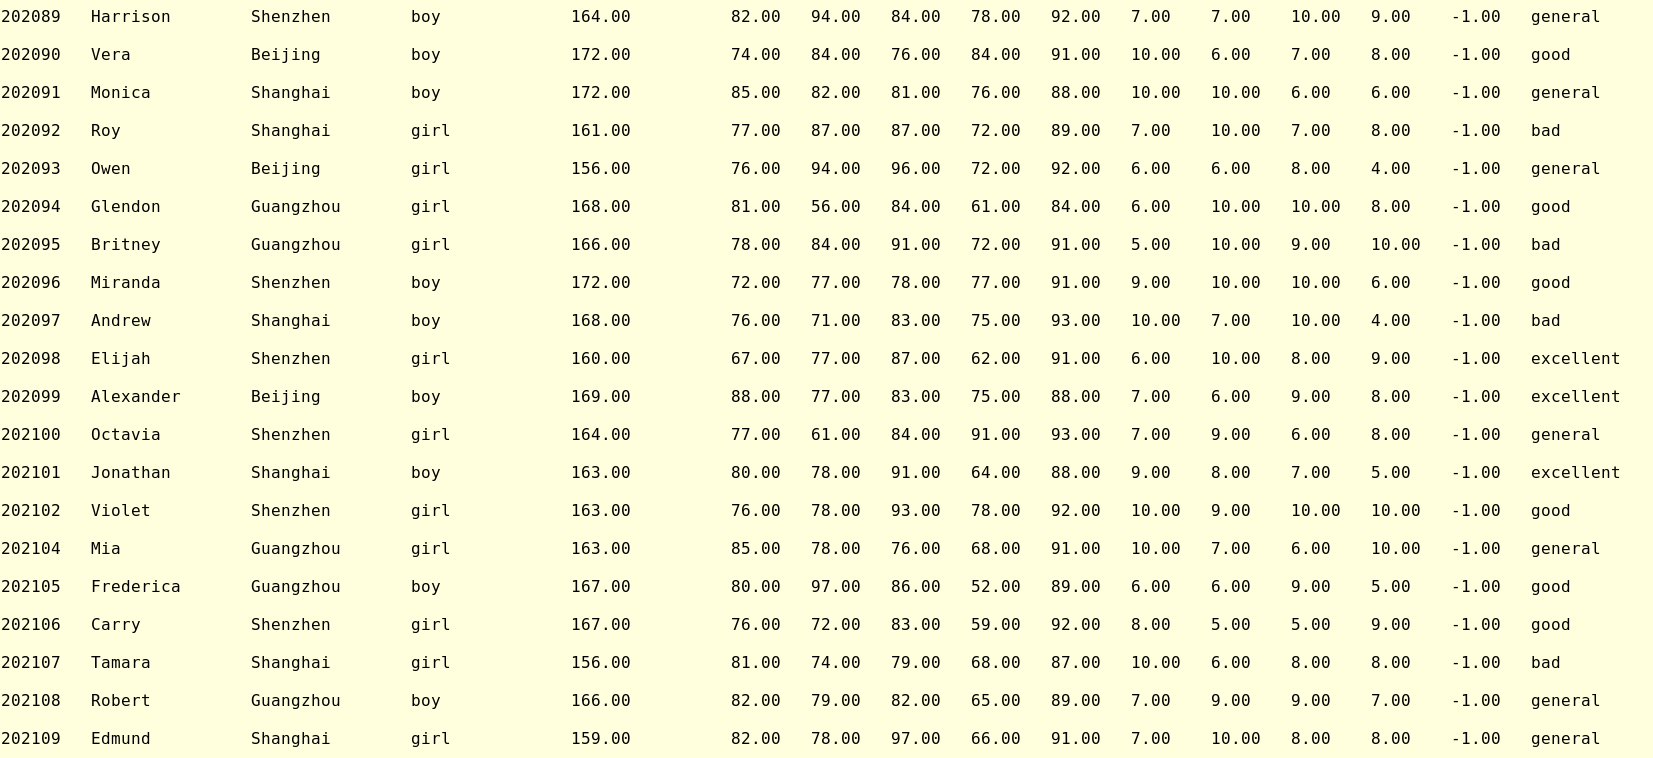 202089 Harrison Shenzhen boy 164.00 82.00 94.00 84.00 78.00 92.00 7.00 7.00 10.00 9.00 -1.00 general
202090 Vera Beijing boy 172.00 74.00 84.00 76.00 84.00 91.00 10.00 6.00 7.00 8.00 -1.00 good
202091 Monica Shanghai boy 172.00 85.00 82.00 81.00 76.00 88.00 10.00 10.00 6.00 6.00 -1.00 general
202092 Roy Shanghai girl 161.00 77.00 87.00 87.00 72.00 89.00 7.00 10.00 7.00 8.00 -1.00 bad
202093 Owen Beijing girl 156.00 76.00 94.00 96.00 72.00 92.00 6.00 6.00 8.00 4.00 -1.00 general
202094 Glendon Guangzhou girl 168.00 81.00 56.00 84.00 61.00 84.00 6.00 10.00 10.00 8.00 -1.00 good
202095 Britney Guangzhou girl 166.00 78.00 84.00 91.00 72.00 91.00 5.00 10.00 9.00 10.00 -1.00 bad
202096 Miranda Shenzhen boy 172.00 72.00 77.00 78.00 77.00 91.00 9.00 10.00 10.00 6.00 -1.00 good
202097 Andrew Shanghai boy 168.00 76.00 71.00 83.00 75.00 93.00 10.00 7.00 10.00 4.00 -1.00 bad
202098 Elijah Shenzhen girl 160.00 67.00 77.00 87.00 62.00 91.00 6.00 10.00 8.00 9.00 -1.00 excellent
202099 Alexander Beijing boy 169.00 88.00 77.00 83.00 75.00 88.00 7.00 6.00 9.00 8.00 -1.00 excellent
202100 Octavia Shenzhen girl 164.00 77.00 61.00 84.00 91.00 93.00 7.00 9.00 6.00 8.00 -1.00 general
202101 Jonathan Shanghai boy 163.00 80.00 78.00 91.00 64.00 88.00 9.00 8.00 7.00 5.00 -1.00 excellent
202102 Violet Shenzhen girl 163.00 76.00 78.00 93.00 78.00 92.00 10.00 9.00 10.00 10.00 -1.00 good
202104 Mia Guangzhou girl 163.00 85.00 78.00 76.00 68.00 91.00 10.00 7.00 6.00 10.00 -1.00 general
202105 Frederica Guangzhou boy 167.00 80.00 97.00 86.00 52.00 89.00 6.00 6.00 9.00 5.00 -1.00 good
202106 Carry Shenzhen girl 167.00 76.00 72.00 83.00 59.00 92.00 8.00 5.00 5.00 9.00 -1.00 good
202107 Tamara Shanghai girl 156.00 81.00 74.00 79.00 68.00 87.00 10.00 6.00 8.00 8.00 -1.00 bad
202108 Robert Guangzhou boy 166.00 82.00 79.00 82.00 65.00 89.00 7.00 9.00 9.00 7.00 -1.00 general
202109 Edmund Shanghai girl 159.00 82.00 78.00 97.00 66.00 91.00 7.00 10.00 8.00 8.00 -1.00 general